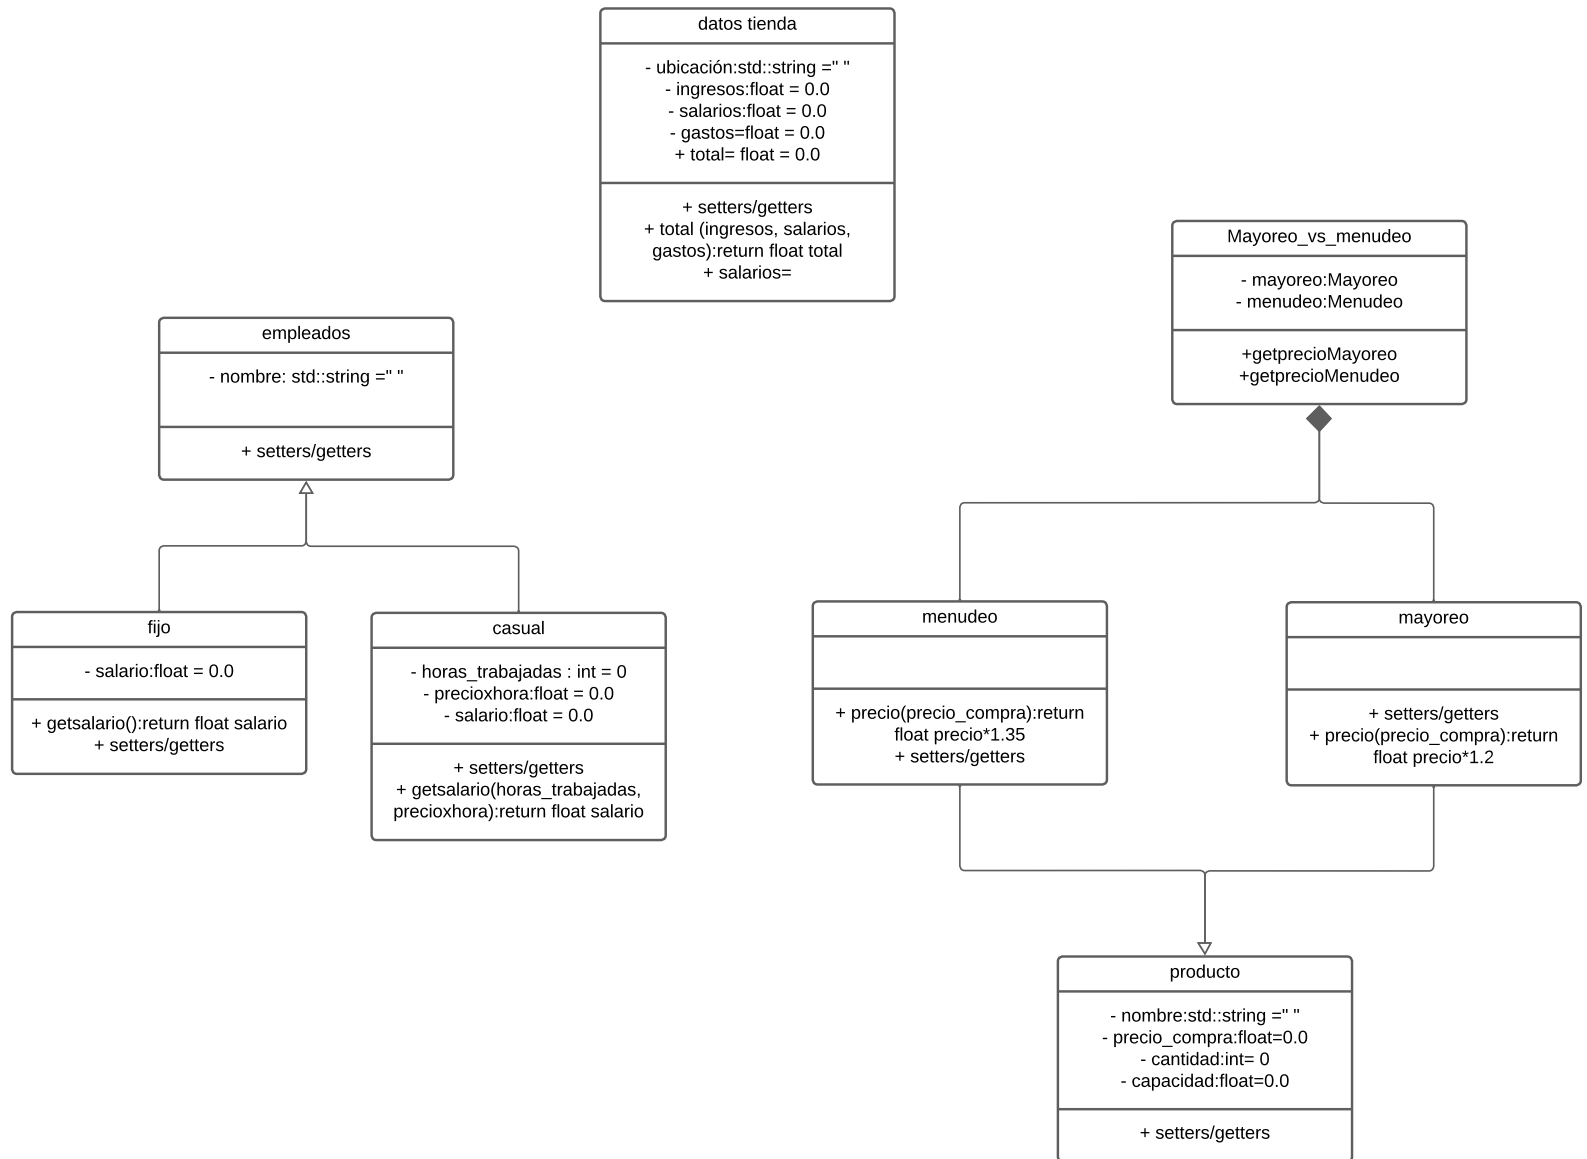 datos tienda
- ubicación:std::string =" "
- ingresos:float = 0.0
- salarios:float = 0.0
- gastos=float = 0.0
+ total= float = 0.0
+ setters/getters
+ total (ingresos, salarios,
gastos):return float total
+ salarios=
Mayoreo_vs_menudeo
- mayoreo:Mayoreo
- menudeo:Menudeo
+getprecioMayoreo
+getprecioMenudeo
empleados
- nombre: std::string =" "
+ setters/getters
fijo
- salario:float = 0.0
+ getsalario():return float salario
+ setters/getters
casual
- horas_trabajadas : int = 0
- precioxhora:float = 0.0
- salario:float = 0.0
+ setters/getters
+ getsalario(horas_trabajadas,
precioxhora):return float salario
menudeo
+ precio(precio_compra):return
float precio*1.35
+ setters/getters
mayoreo
+ setters/getters
+ precio(precio_compra):return
float precio*1.2
producto
- nombre:std::string =" "
- precio_compra:float=0.0
- cantidad:int= 0
- capacidad:float=0.0
+ setters/getters